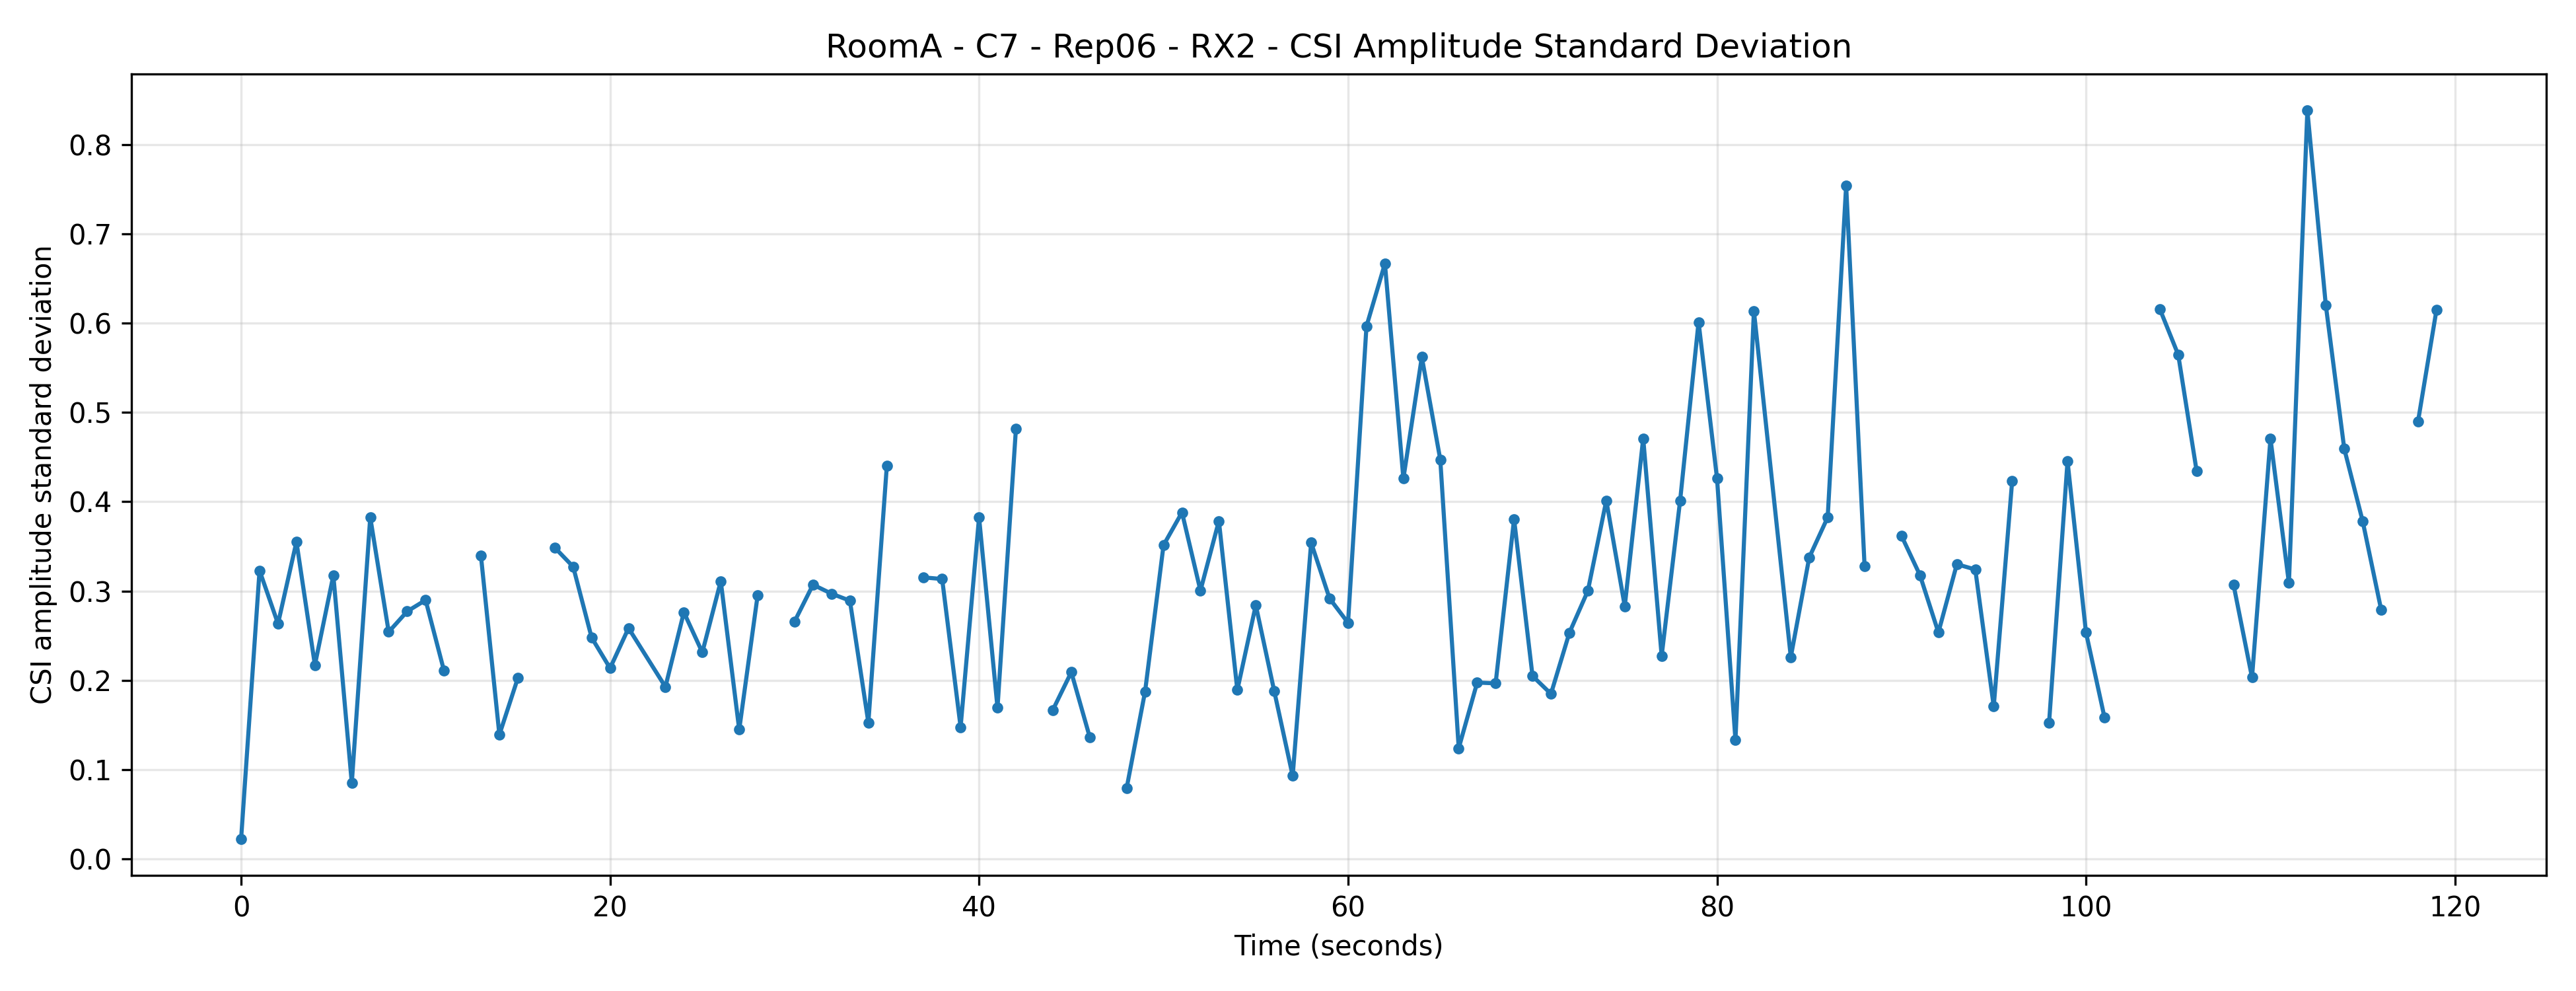 RoomA - C7 - Rep06 - RX2 - CSI Amplitude Standard Deviation
CSI amplitude standard deviation
0.8
0.7
0.6
0.5
0.4
0.3
0.2
0.1
0.0
0 20 40 60 80 100 120
Time (seconds)